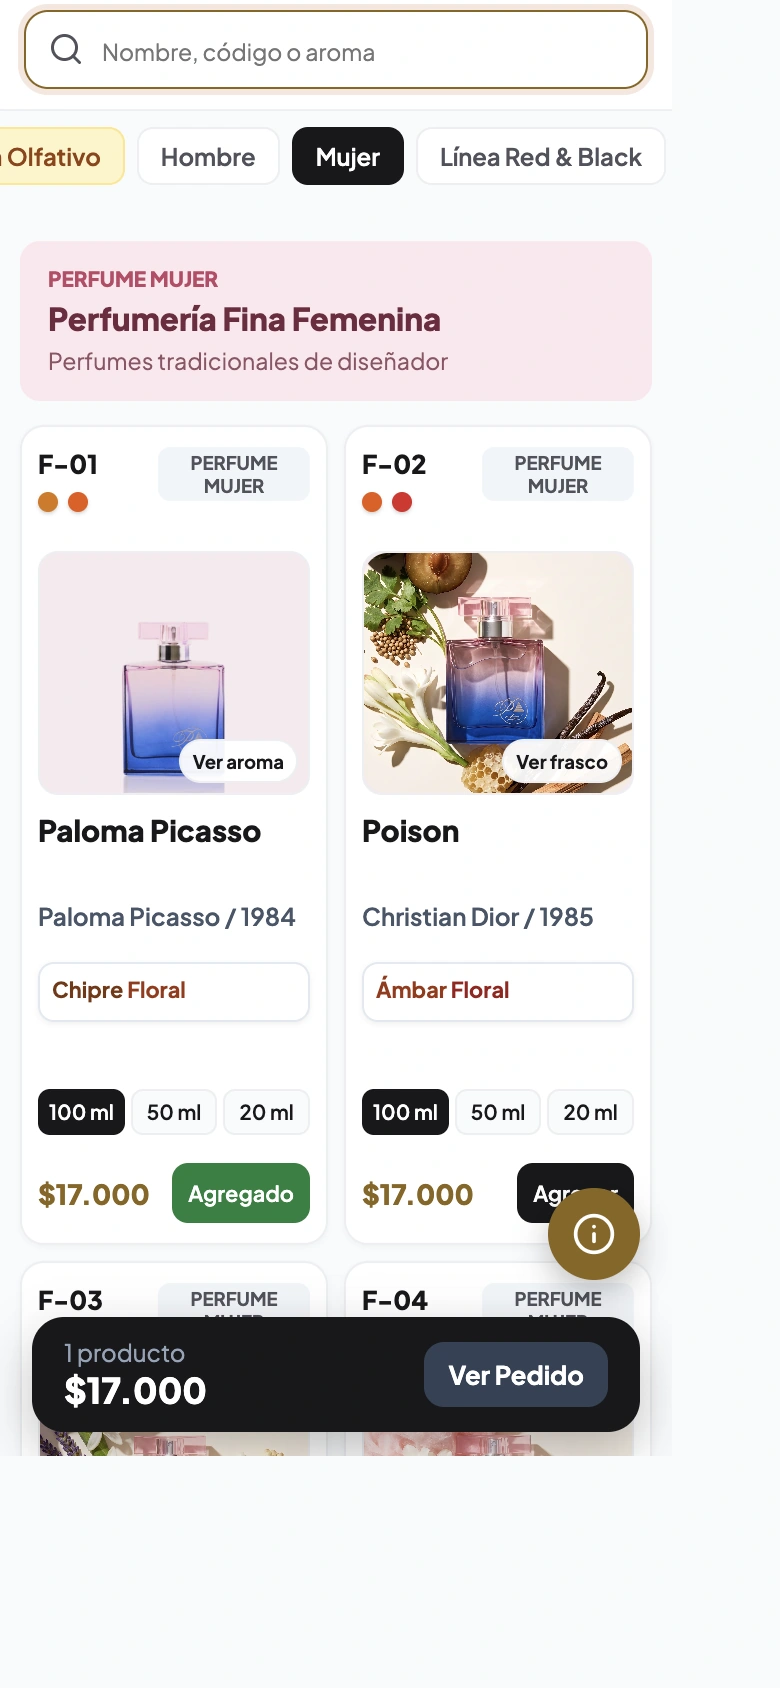 Nombre, código o aroma
Olfativo
Hombre
Mujer
Línea Red & Black
PERFUME MUJER
Perfumería Fina Femenina
Perfumes tradicionales de diseñador
F-01
PERFUME
MUJER
F-02
PERFUME
MUJER
Ver aroma
Ver frasco
Paloma Picasso
Poison
Paloma Picasso / 1984
Christian Dior / 1985
Chipre Floral
Ámbar Floral
100 ml
50 ml
20 ml
100 ml
50 ml
20 ml
$17.000
Agregado
$17.000
F-03
PERFUME
F-04
PERFUME
1 producto
$17.000
Ver Pedido